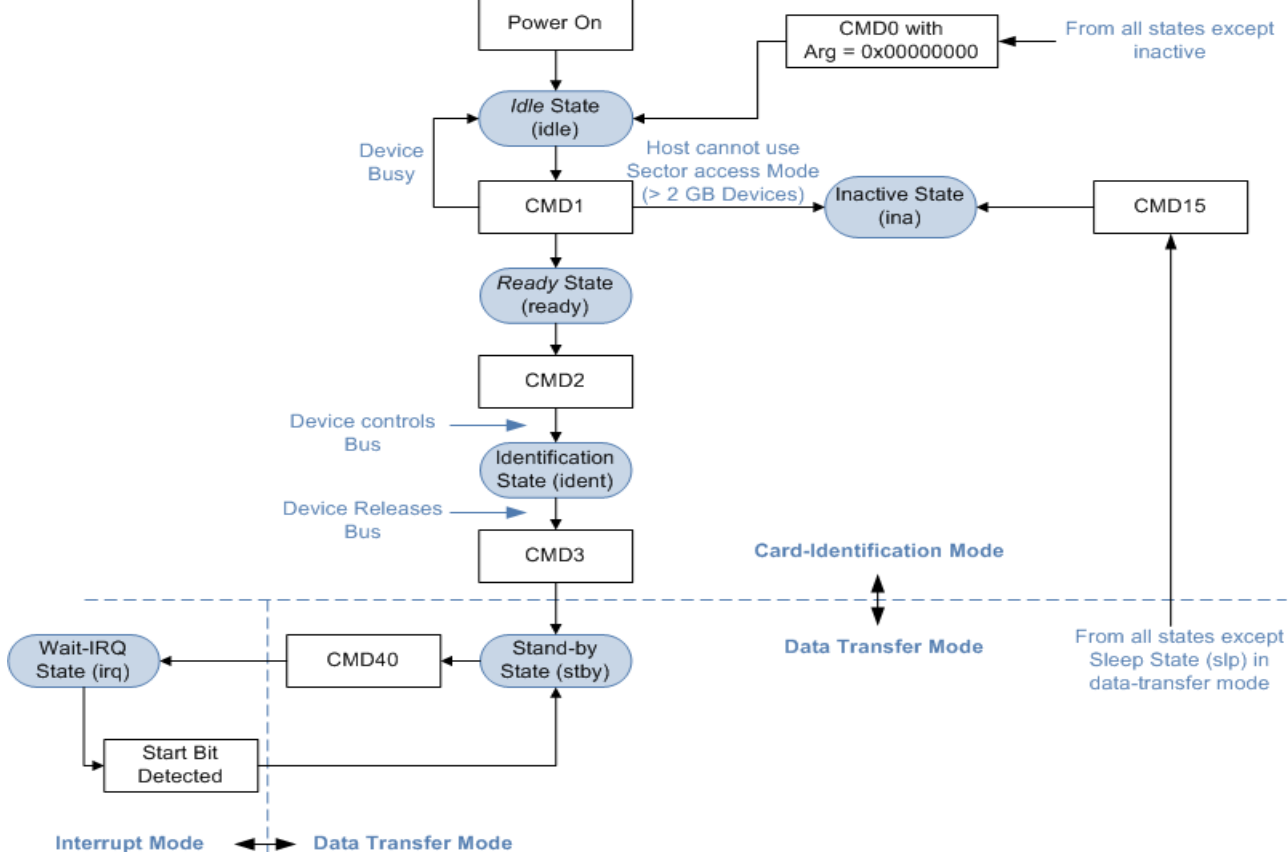 Power On
CMD0 with
Arg = 0x00000000
From all states except
inactive
Idle State
(idle)
Device
Busy
Host cannot use
Sector access Mode
(> 2 GB Devices)
CMD1
Inactive State
(ina)
CMD15
Ready State
(ready)
CMD2
Device controls
Bus
Identification
State (ident)
Device Releases
Bus
CMD3
Card-Identification Mode
Data Transfer Mode
Wait-IRQ
State (irq)
CMD40
Stand-by
State (stby)
From all states except
Sleep State (slp) in
data-transfer mode
Start Bit
Detected
Interrupt Mode
Data Transfer Mode